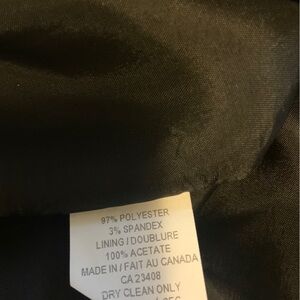 97% POLYESTER
3% SPANDEX
LINING / DOUBLURE
100% ACETATE
MADE IN / FAIT AU CANADA
CA 23408
DRY CLEAN ONLY